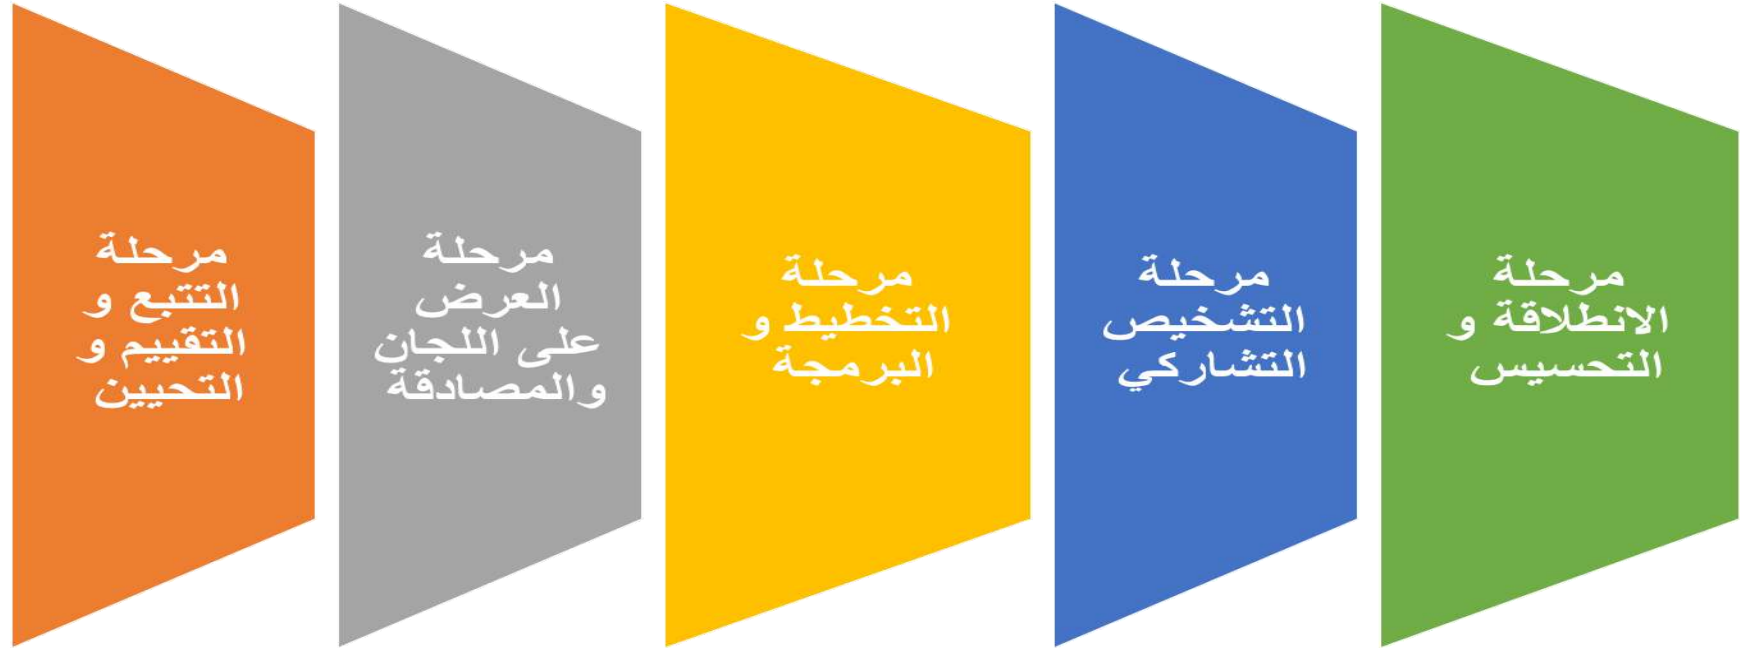 مرحلة
الانطلاقة و
التحسيس
مرحلة
التشخيص
التشاركي
مرحلة
التخطيط و
البرمجة
مرحلة
العرض
على اللجان
والمصادقة
مرحلة
التتبع و
التقييم و
التحيين